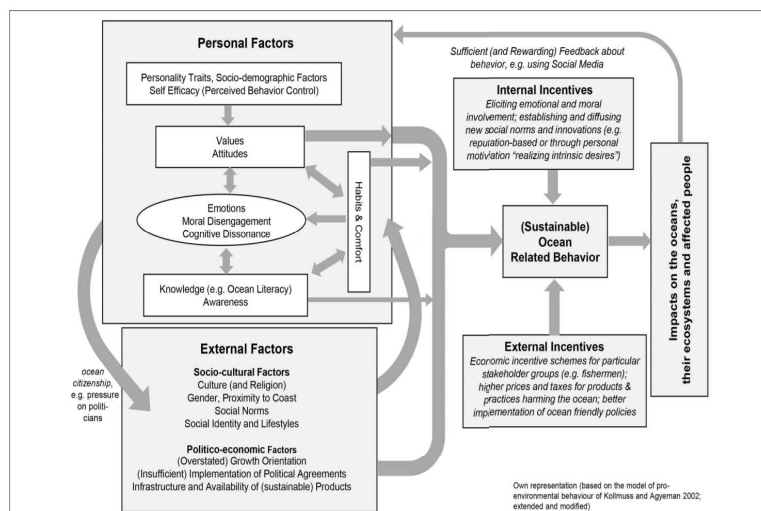 Personal Factors
Personality Traits, Socio-demographic Factors
Self Efficacy (Perceived Behavior Control)
Values
Attitudes
Emotions
Moral Disengagement
Cognitive Dissonance
Habits & Comfort
Knowledge (e.g. Ocean Literacy)
Awareness
ocean
citizenship,
e.g. pressure
on politi-
cians
External Factors
Socio-cultural Factors
Culture (and Religion)
Gender, Proximity to Coast
Social Norms
Social Identity and Lifestyles
Politico-economic Factors
(Overstated) Growth Orientation
(Insufficient) Implementation of Political Agreements
Infrastructure and Availability of (sustainable) Products
Sufficient (and Rewarding) Feedback about
behavior, e.g. using Social Media
Internal Incentives
Eliciting emotional and moral
involvement; establishing and diffusing
new social norms and innovations (e.g.
reputation-based or through personal
motivation "realizing intrinsic desires")
(Sustainable)
Ocean
Related Behavior
External Incentives
Economic incentive schemes for particular
stakeholder groups (e.g. fishermen);
higher prices and taxes for products &
practices harming the ocean; better
implementation of ocean friendly policies
Impacts on the oceans,
their ecosystems and affected people
Own representation (based on the model of pro-
environmental behaviour of Kollmuss and Agyeman 2002;
extended and modified)